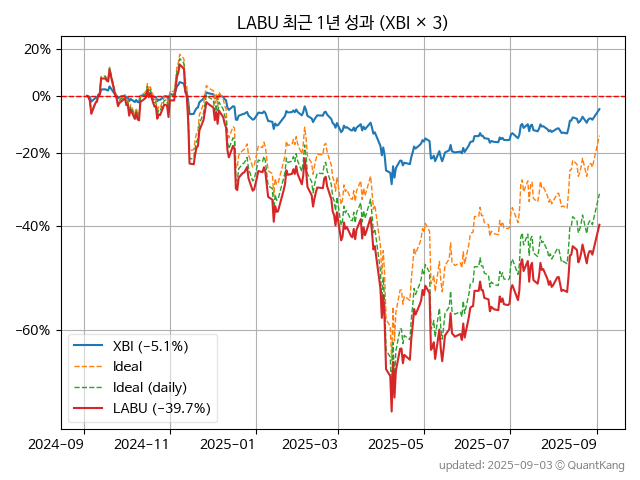 LABU 최근 1년 성과 (XBI × 3)
20%
0%
−20%
−40%
−60%
XBI (−5.1%)
Ideal
Ideal (daily)
LABU (−39.7%)
2024-09 2024-11 2025-01 2025-03 2025-05 2025-07 2025-09
updated: 2025-09-03 © QuantKang